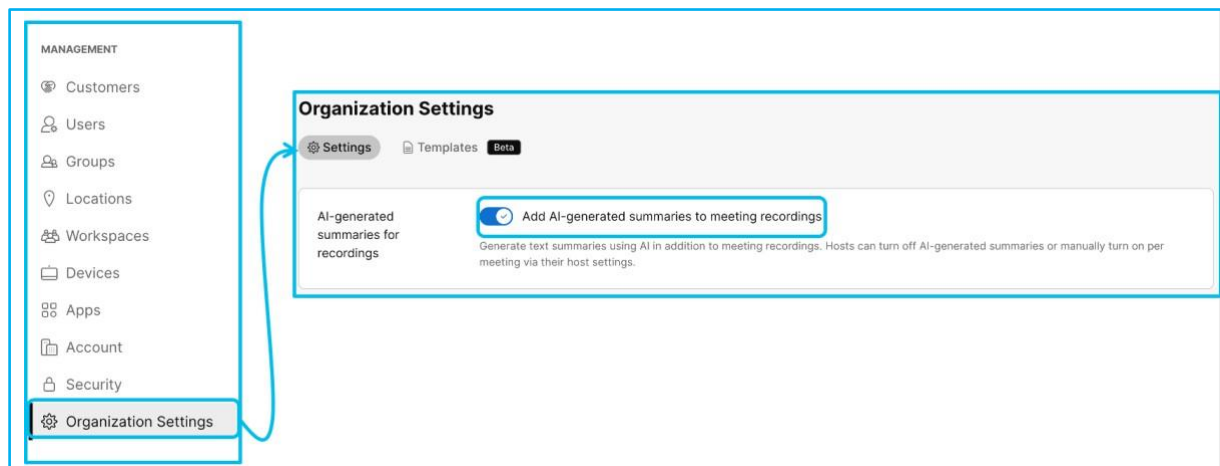 MANAGEMENT
Customers
Users
Groups
Locations
Workspaces
Devices
Apps
Account
Security
Organization Settings
Organization Settings
Settings Templates Beta
AI-generated
summaries for
recordings
Add AI-generated summaries to meeting recordings
Generate text summaries using AI in addition to meeting recordings. Hosts can turn off AI-generated summaries or manually turn on per
meeting via their host settings.